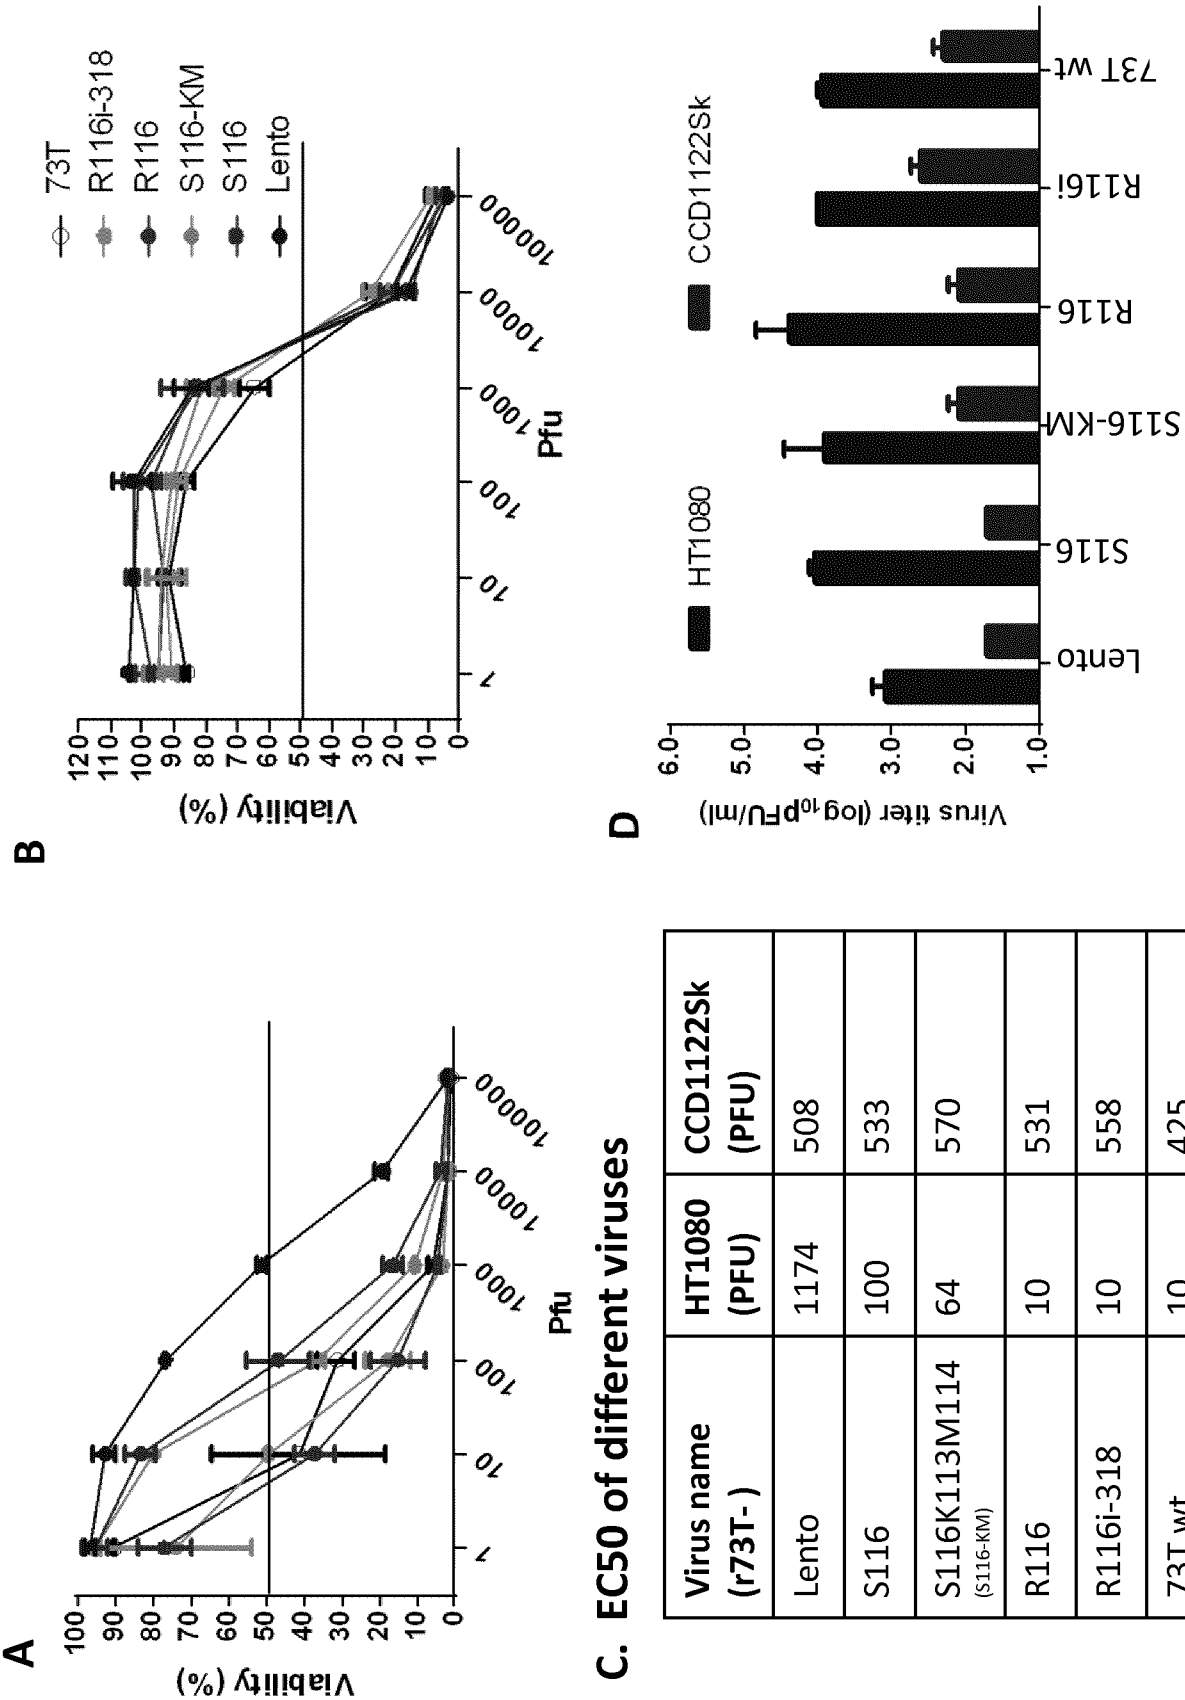 A
Viability (%)
100
90
80
70
60
50
40
30
20
10
0
1
10
100
1000
10000
100000
Pfu
B
Viability (%)
120
110
100
90
80
70
60
50
40
30
20
10
0
1
10
100
1000
10000
100000
Pfu
73T
R116i-318
R116
S116-KM
S116
Lento
C. EC50 of different viruses
Virus name (r73T- ) HT1080 (PFU) CCD1122Sk (PFU)
Lento 1174 508
S116 100 533
S116K113M114 (S116-KM) 64 570
R116 10 531
R116i-318 10 558
73T wt 10 425
D
HT1080 CCD1122Sk
Virus titer (log10pFU/ml)
6.0
5.0
4.0
3.0
2.0
1.0
Lento
S116
S116-KM
R116
R116i
73T wt